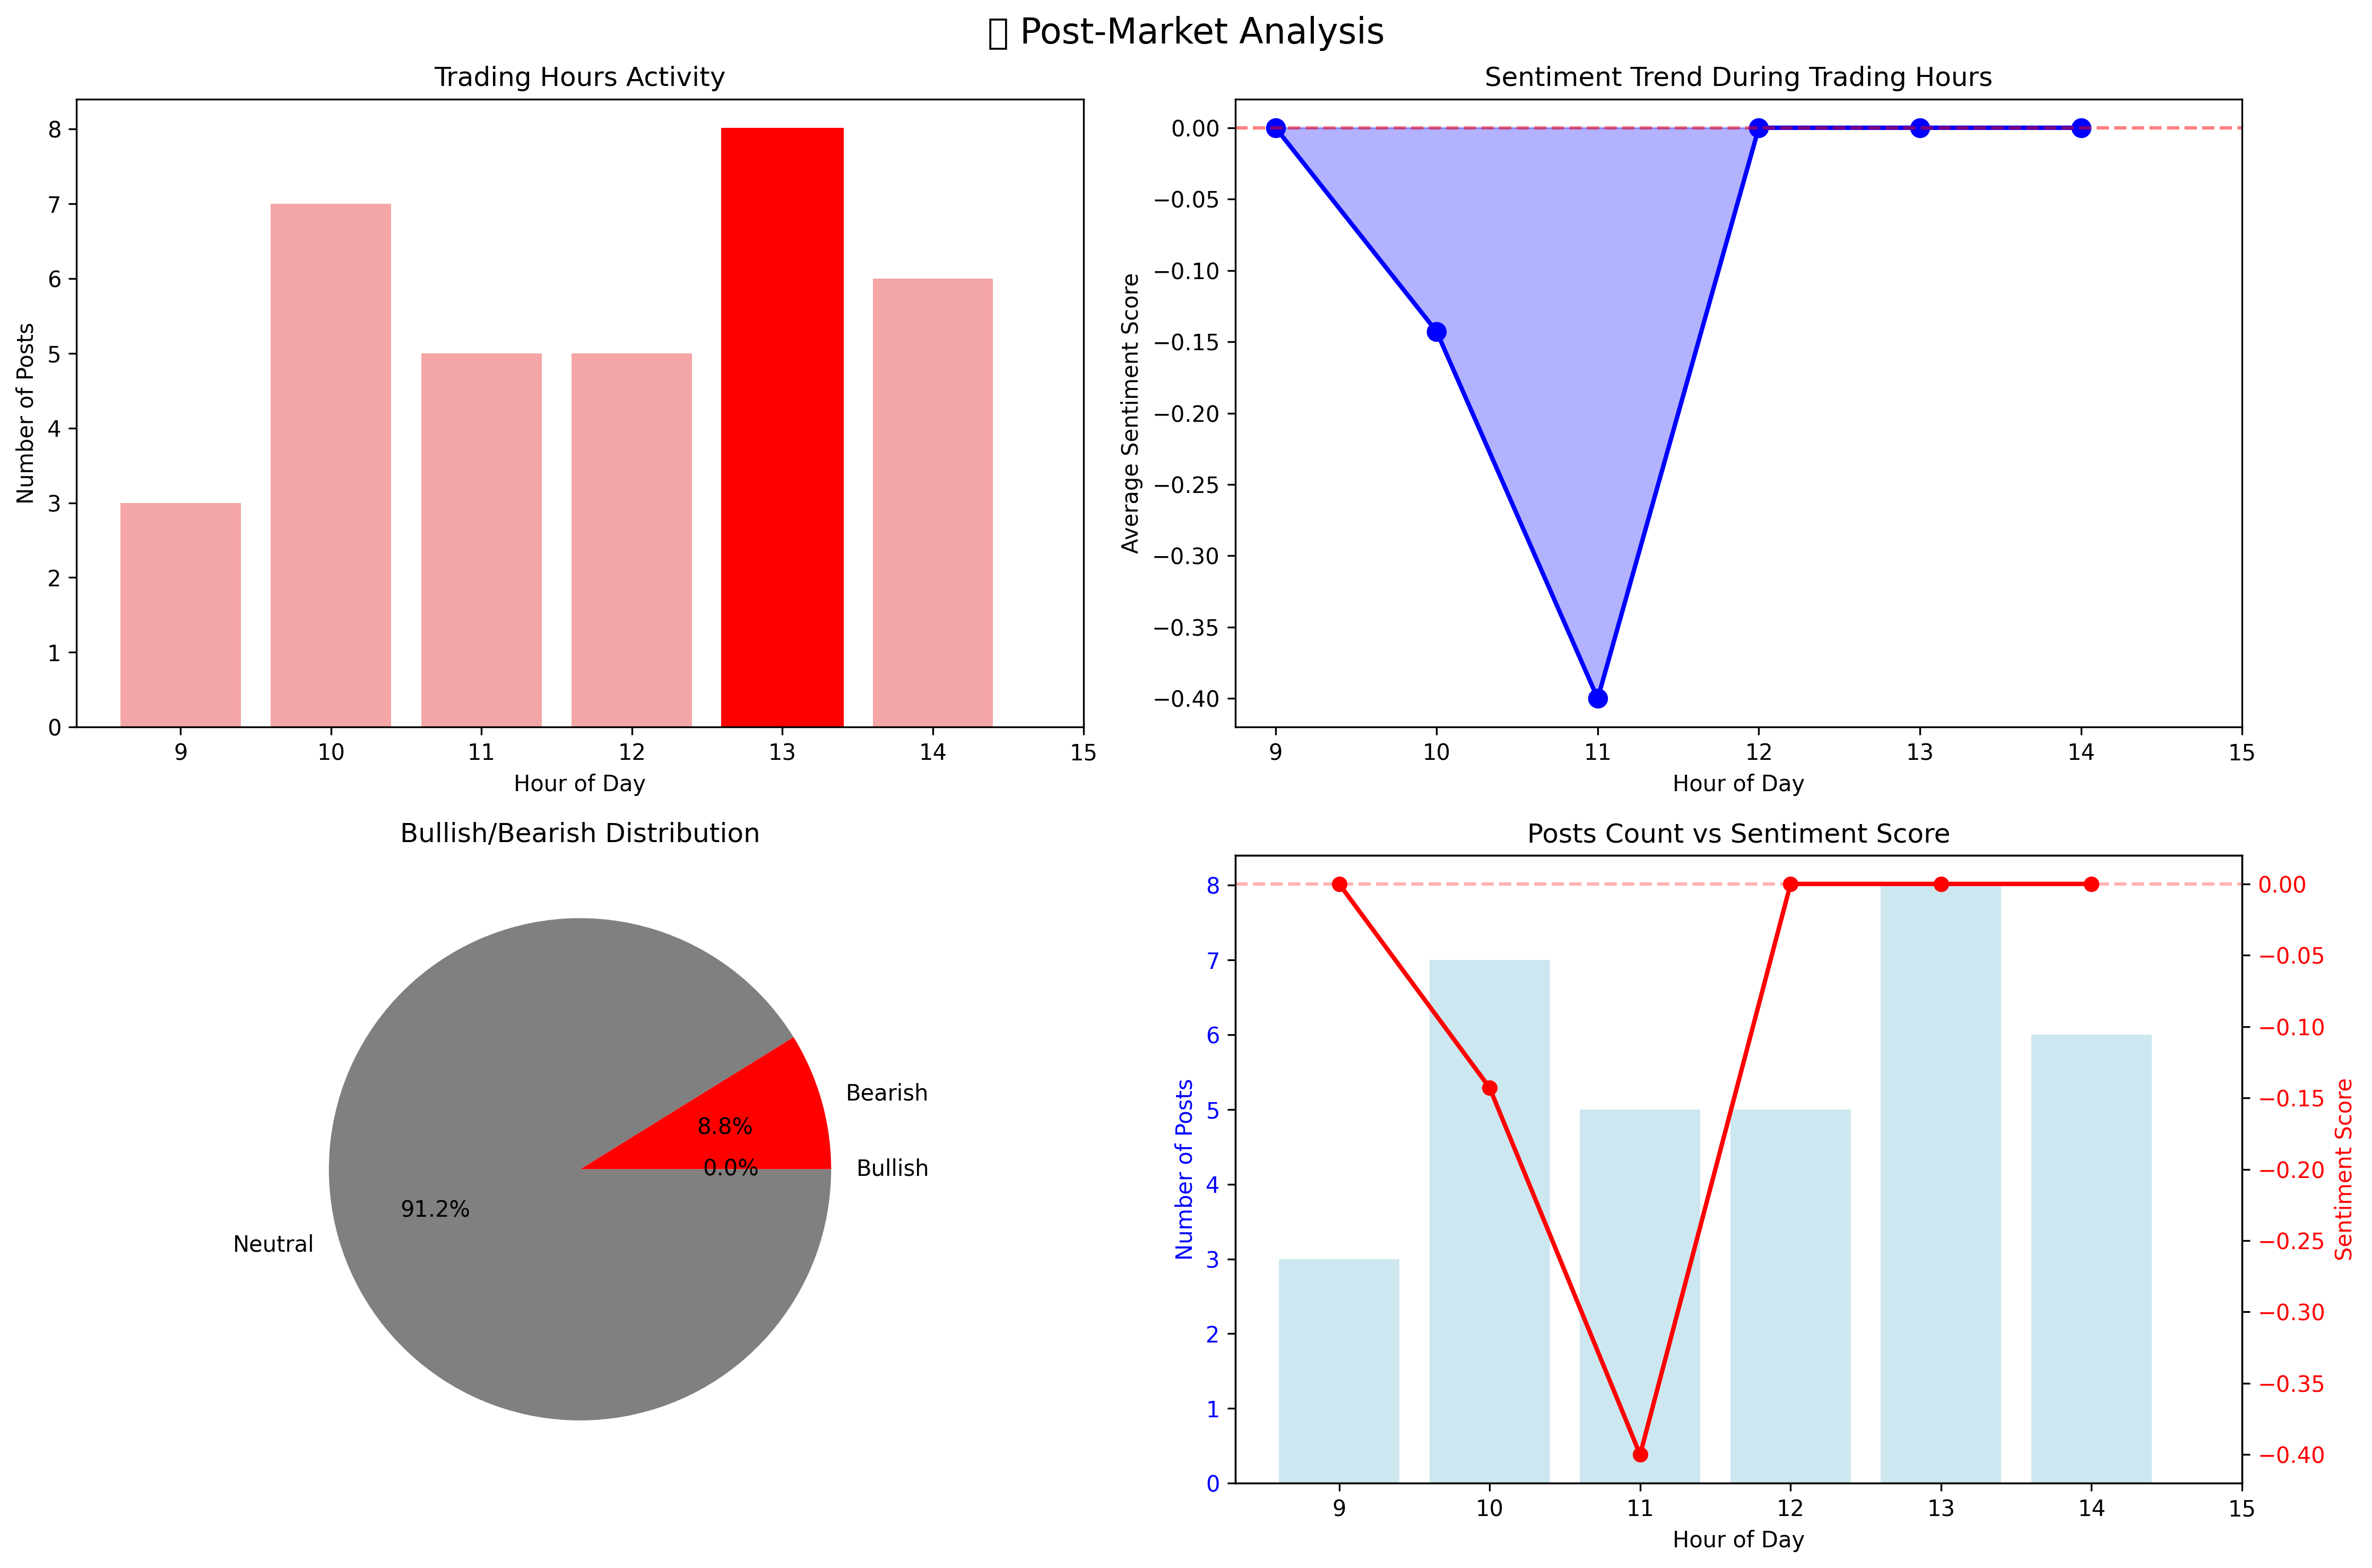 Post-Market Analysis
Trading Hours Activity
Number of Posts
8
7
6
5
4
3
2
1
0
9 10 11 12 13 14 15
Hour of Day
Sentiment Trend During Trading Hours
Average Sentiment Score
0.00
−0.05
−0.10
−0.15
−0.20
−0.25
−0.30
−0.35
−0.40
9 10 11 12 13 14 15
Hour of Day
Bullish/Bearish Distribution
Bearish
8.8%
0.0%
Bullish
91.2%
Neutral
Posts Count vs Sentiment Score
Number of Posts
8
7
6
5
4
3
2
1
0
0.00
−0.05
−0.10
−0.15
−0.20
−0.25
−0.30
−0.35
−0.40
Sentiment Score
9 10 11 12 13 14 15
Hour of Day